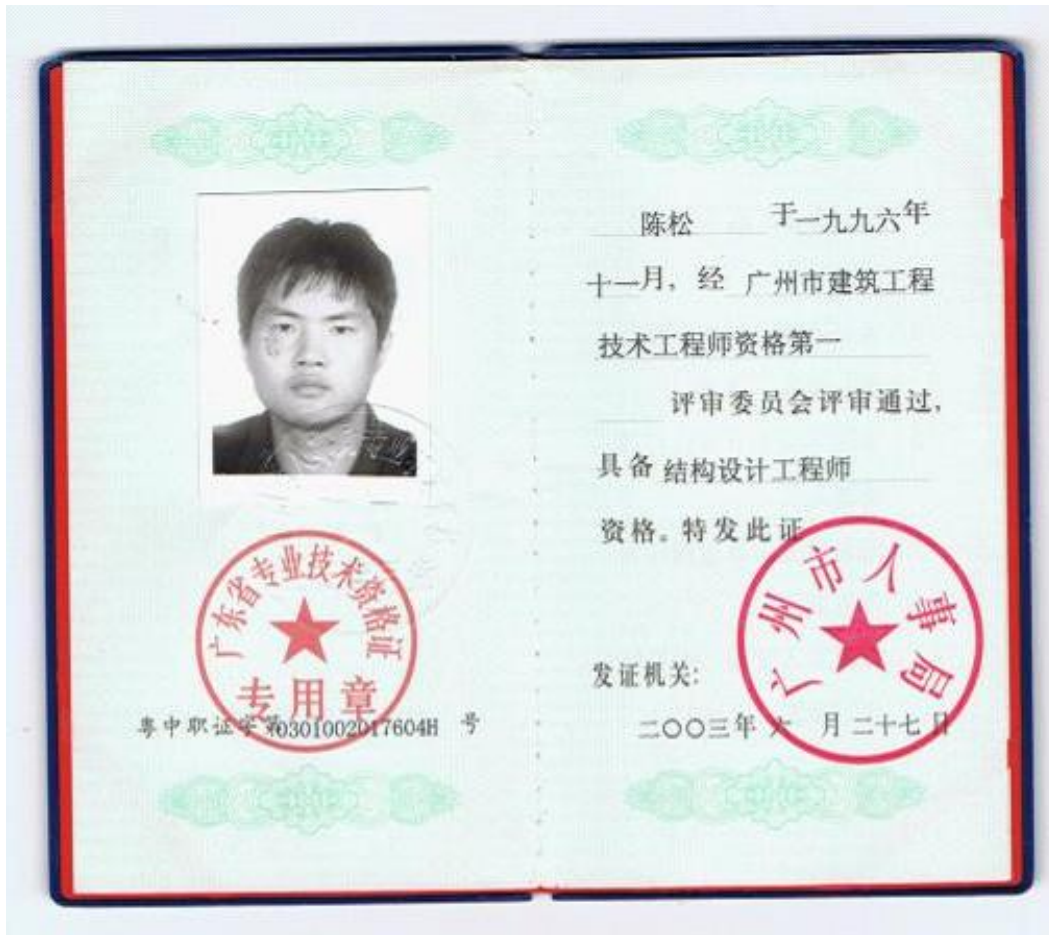 广东省专业技术资格证
专用章
粤中职证字第0301002017604H 号
陈松 于一九九六年
十一月，经 广州市建筑工程
技术工程师资格第一
评审委员会评审通过，
具备 结构设计工程师
资格。特发此证
广州市人事局
发证机关：
二〇〇三年 六 月二十七日